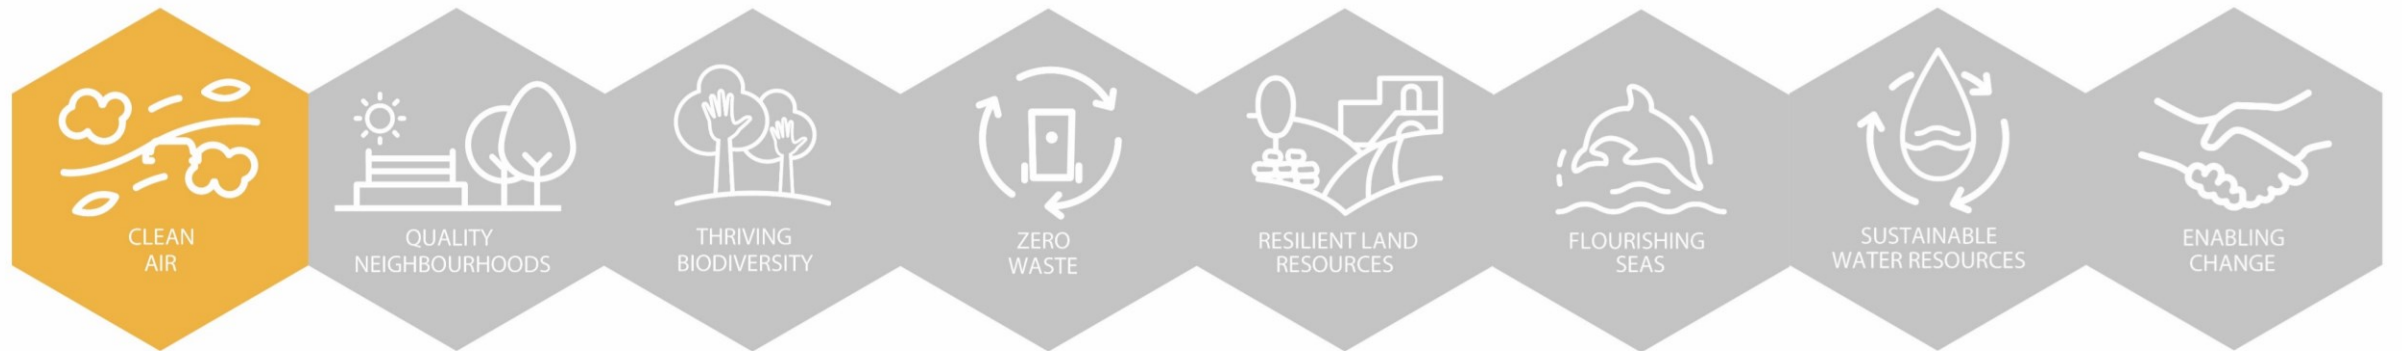 CLEAN
AIR
QUALITY
NEIGHBOURHOODS
THRIVING
BIODIVERSITY
ZERO
WASTE
RESILIENT LAND
RESOURCES
FLOURISHING
SEAS
SUSTAINABLE
WATER RESOURCES
ENABLING
CHANGE